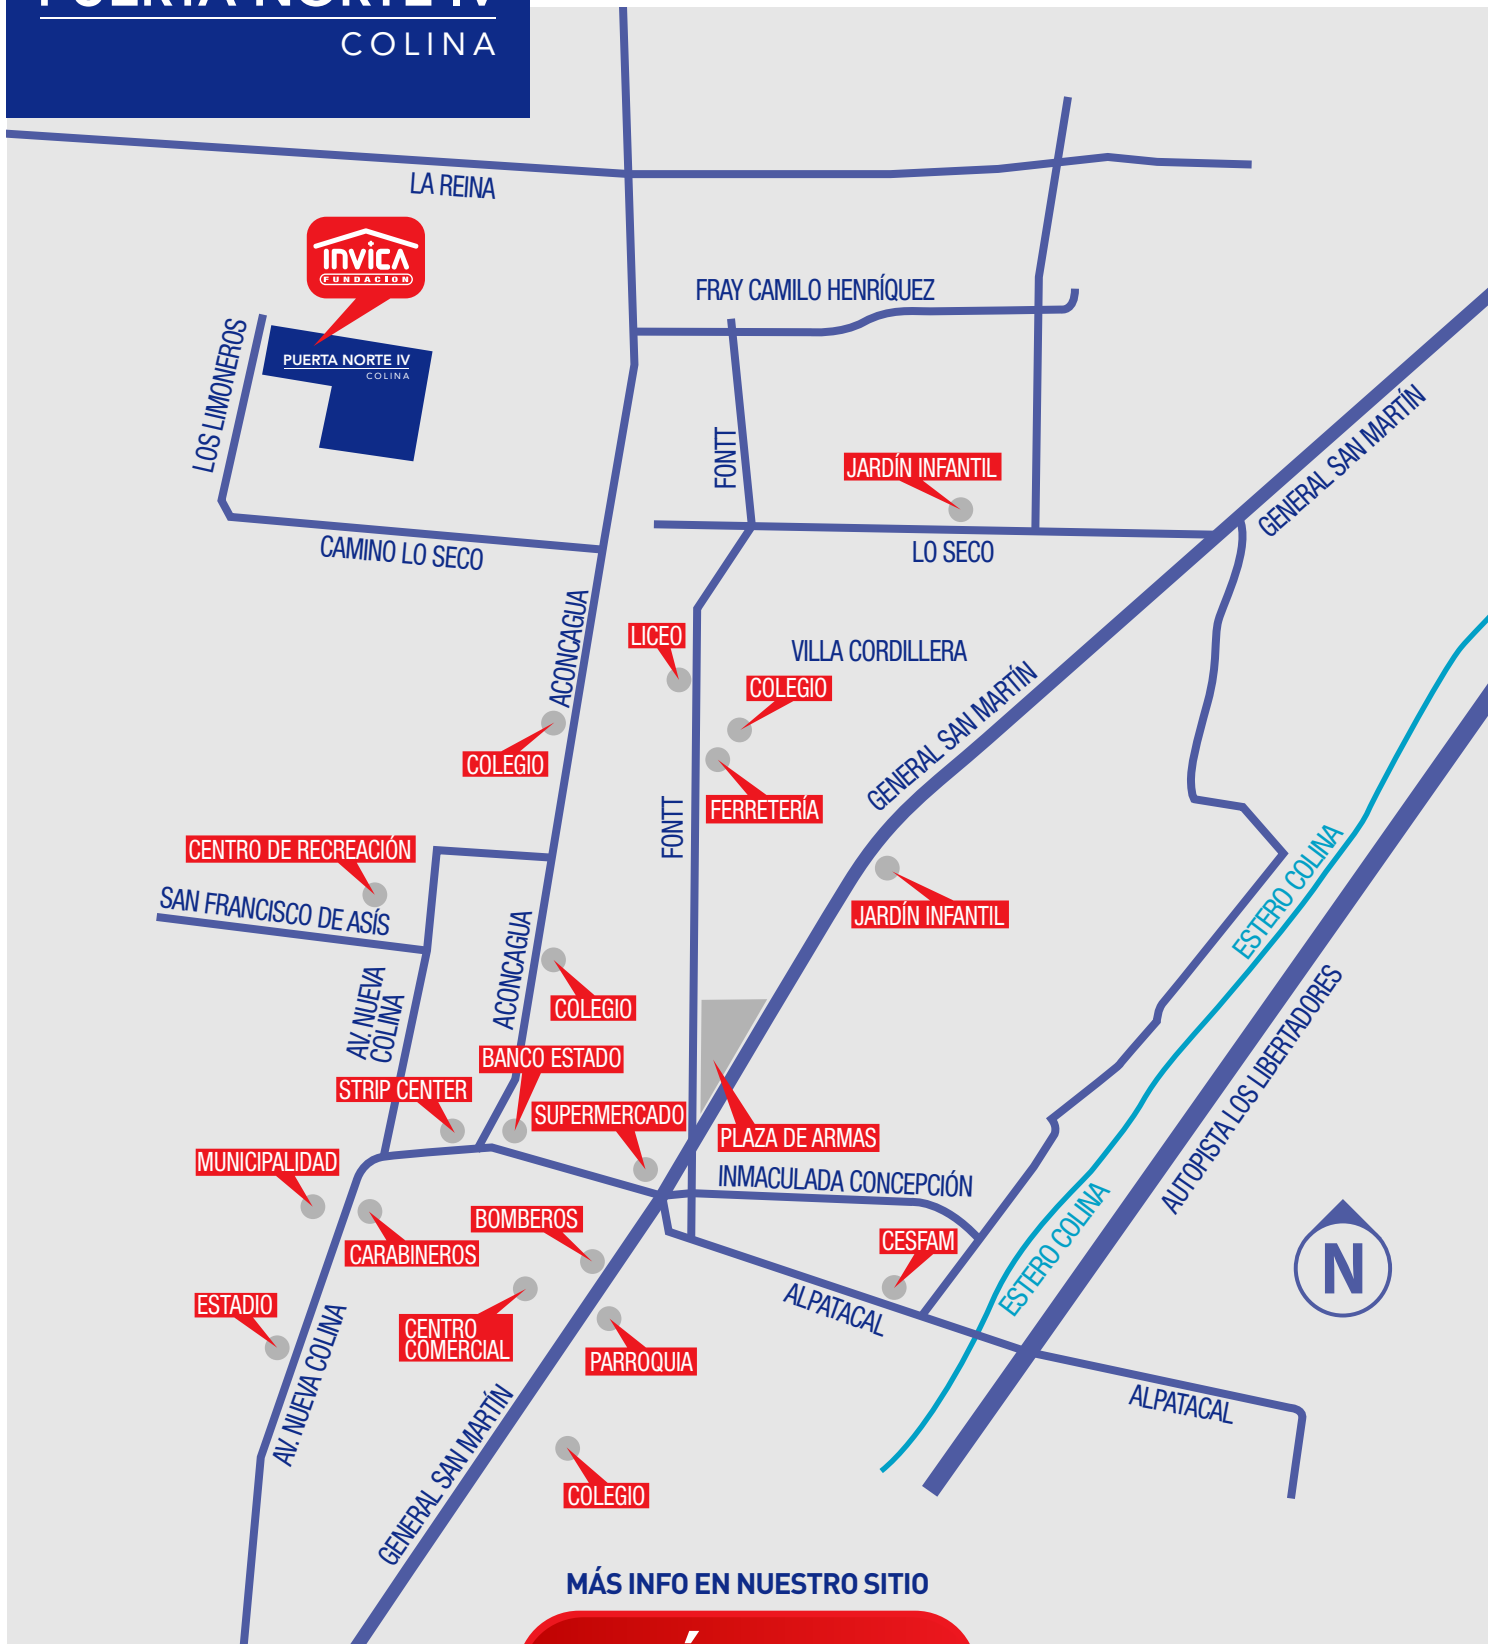 PUERTA NORTE IV
COLINA
LA REINA
INVICA
FUNDACION
FRAY CAMILO HENRÍQUEZ
LOS LIMONEROS
PUERTA NORTE IV
COLINA
GENERAL SAN MARTÍN
FONTT
JARDÍN INFANTIL
CAMINO LO SECO
LO SECO
ACONCAGUA
LICEO
VILLA CORDILLERA
COLEGIO
GENERAL SAN MARTÍN
COLEGIO
FERRETERÍA
FONTT
CENTRO DE RECREACIÓN
ESTERO COLINA
SAN FRANCISCO DE ASÍS
JARDÍN INFANTIL
ACONCAGUA
AV. NUEVA
COLINA
COLEGIO
AUTOPISTA LOS LIBERTADORES
BANCO ESTADO
STRIP CENTER
SUPERMERCADO
PLAZA DE ARMAS
MUNICIPALIDAD
INMACULADA CONCEPCIÓN
BOMBEROS
CARABINEROS
CESFAM
ESTERO COLINA
N
ESTADIO
ALPATACAL
CENTRO
COMERCIAL
PARROQUIA
AV. NUEVA COLINA
ALPATACAL
GENERAL SAN MARTÍN
COLEGIO
MÁS INFO EN NUESTRO SITIO